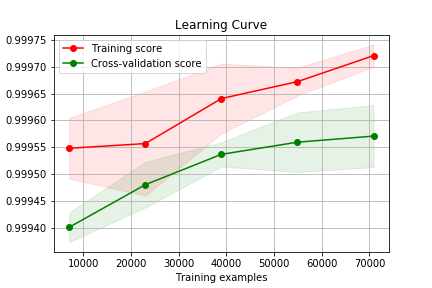 Learning Curve
Training score
Cross-validation score
0.99975
0.99970
0.99965
0.99960
0.99955
0.99950
0.99945
0.99940
10000 20000 30000 40000 50000 60000 70000
Training examples